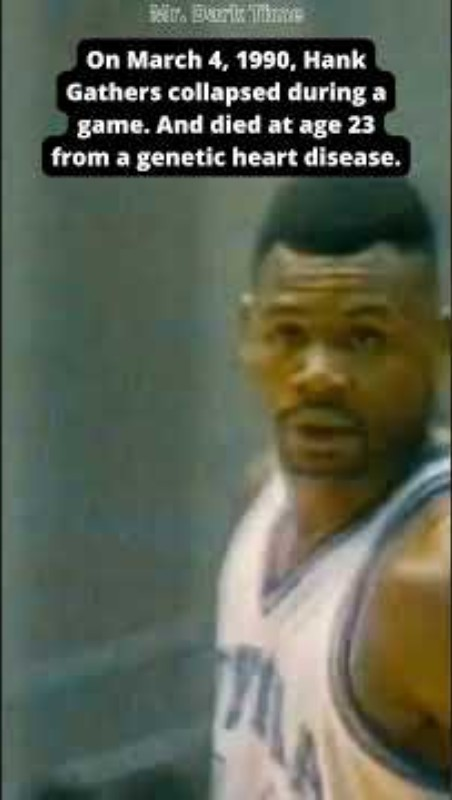 Mr. Dark Time
On March 4, 1990, Hank
Gathers collapsed during a
game. And died at age 23
from a genetic heart disease.